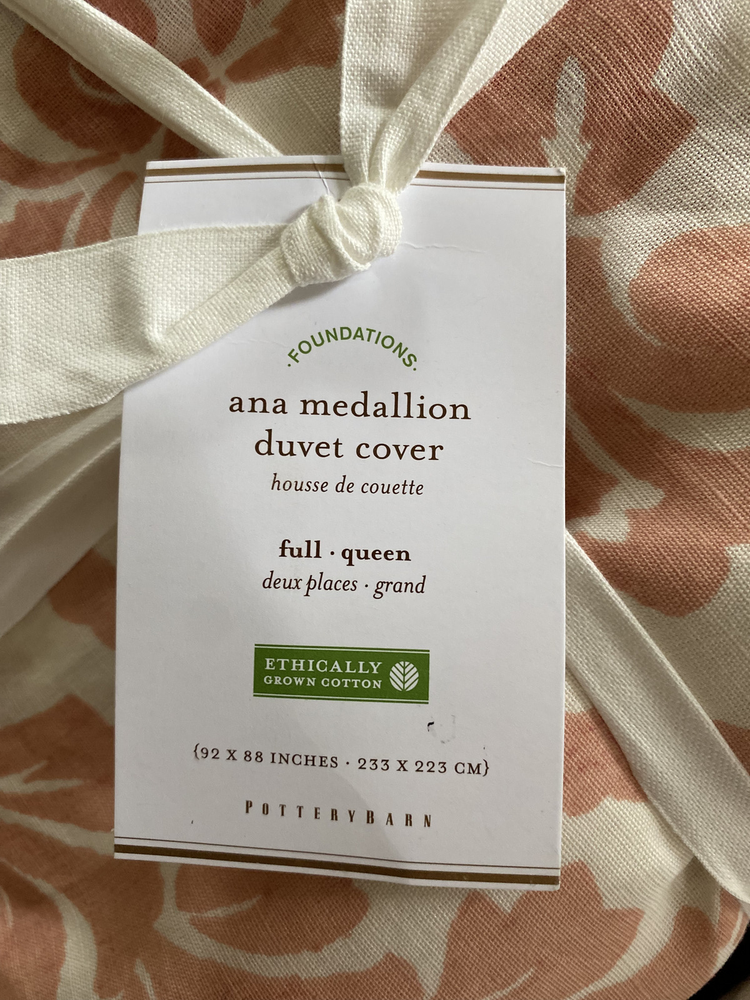 ·FOUNDATIONS·
ana medallion
duvet cover
housse de couette
full · queen
deux places · grand
ETHICALLY
GROWN COTTON
{92 X 88 INCHES · 233 X 223 CM}
POTTERYBARN